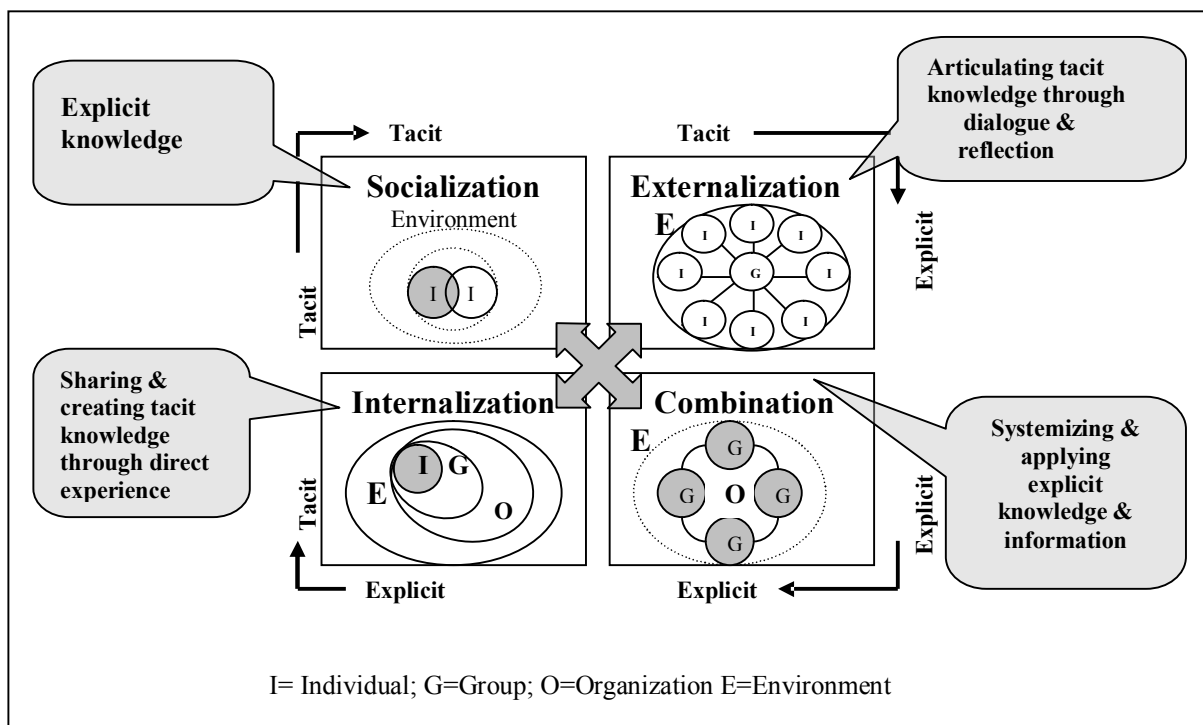 Explicit
knowledge
Articulating tacit
knowledge through
dialogue &
reflection
Tacit
Tacit
Socialization
Environment
I I
Tacit
Externalization
E
I
I
I
I
G
I
I
I
I
Explicit
Sharing &
creating tacit
knowledge
through direct
experience
Internalization
I
G
E
O
Tacit
Explicit
Combination
E
G
G
O
G
G
Explicit
Explicit
Systemizing &
applying
explicit
knowledge &
information
I= Individual; G=Group; O=Organization E=Environment